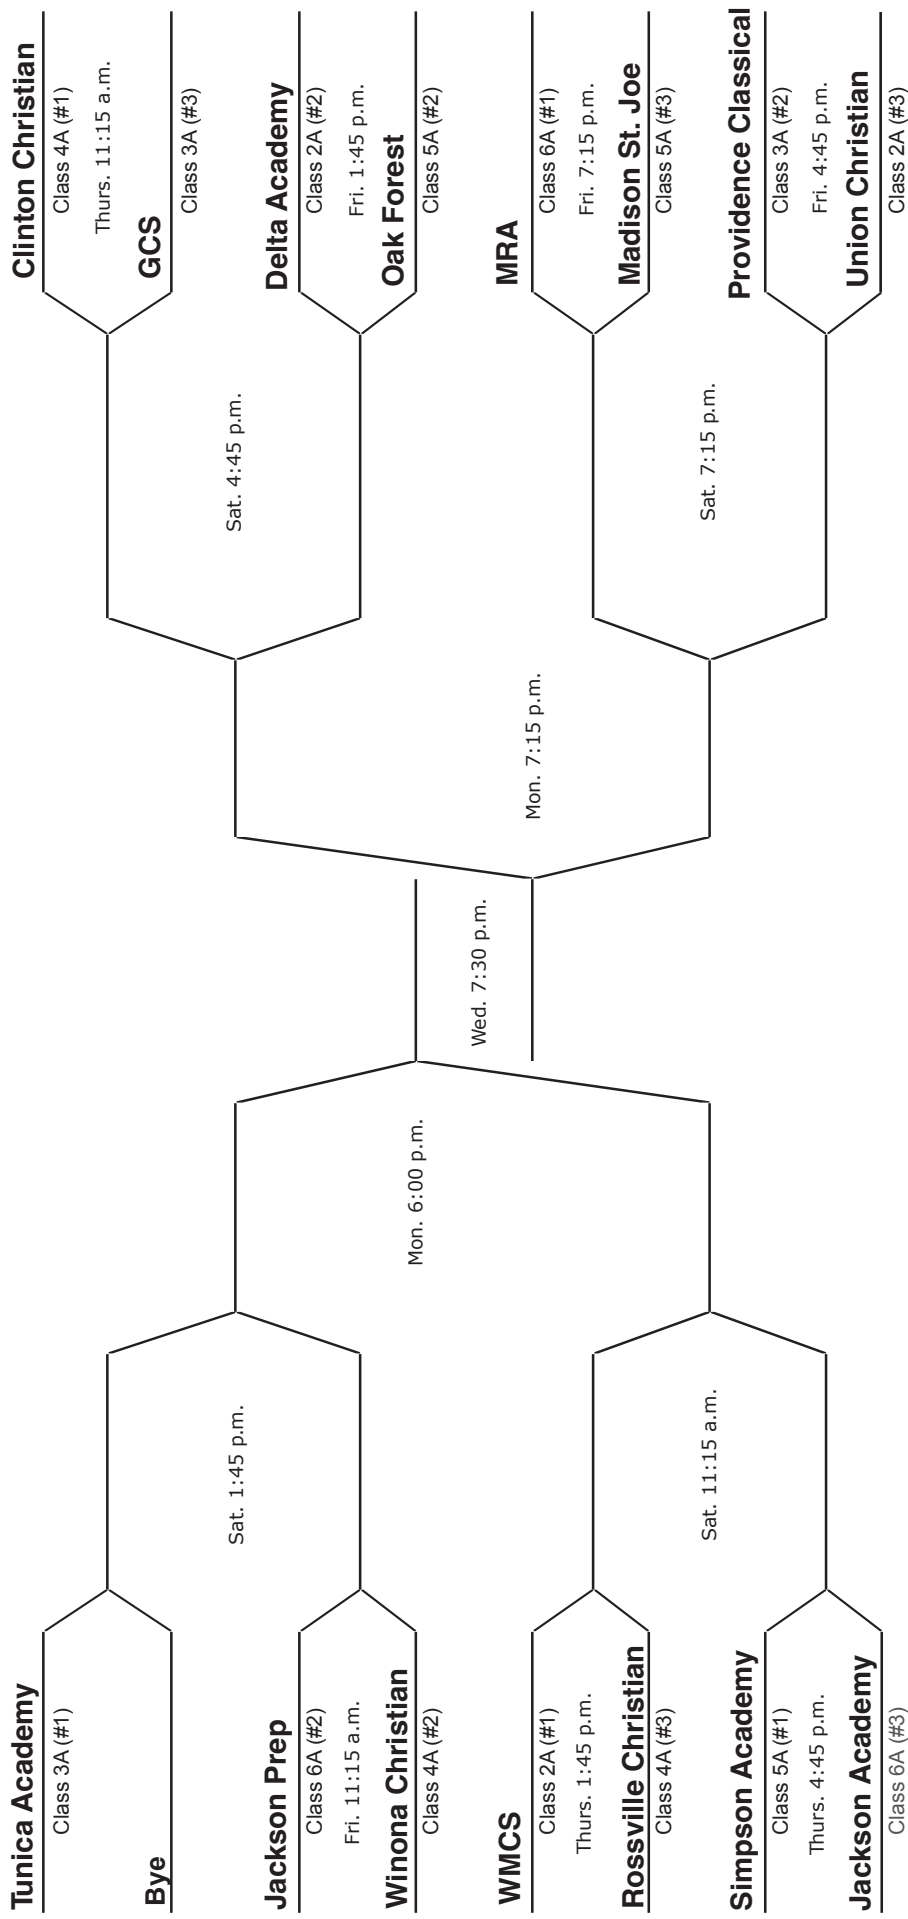 Tunica Academy
Class 3A (#1)
Bye
Sat. 1:45 p.m.
Jackson Prep
Class 6A (#2)
Fri. 11:15 a.m.
Winona Christian
Class 4A (#2)
Mon. 6:00 p.m.
WMCS
Class 2A (#1)
Thurs. 1:45 p.m.
Rossville Christian
Class 4A (#3)
Sat. 11:15 a.m.
Simpson Academy
Class 5A (#1)
Thurs. 4:45 p.m.
Jackson Academy
Class 6A (#3)
Wed. 7:30 p.m.
Clinton Christian
Class 4A (#1)
Thurs. 11:15 a.m.
GCS
Class 3A (#3)
Sat. 4:45 p.m.
Delta Academy
Class 2A (#2)
Fri. 1:45 p.m.
Oak Forest
Class 5A (#2)
Mon. 7:15 p.m.
MRA
Class 6A (#1)
Fri. 7:15 p.m.
Madison St. Joe
Class 5A (#3)
Sat. 7:15 p.m.
Providence Classical
Class 3A (#2)
Fri. 4:45 p.m.
Union Christian
Class 2A (#3)